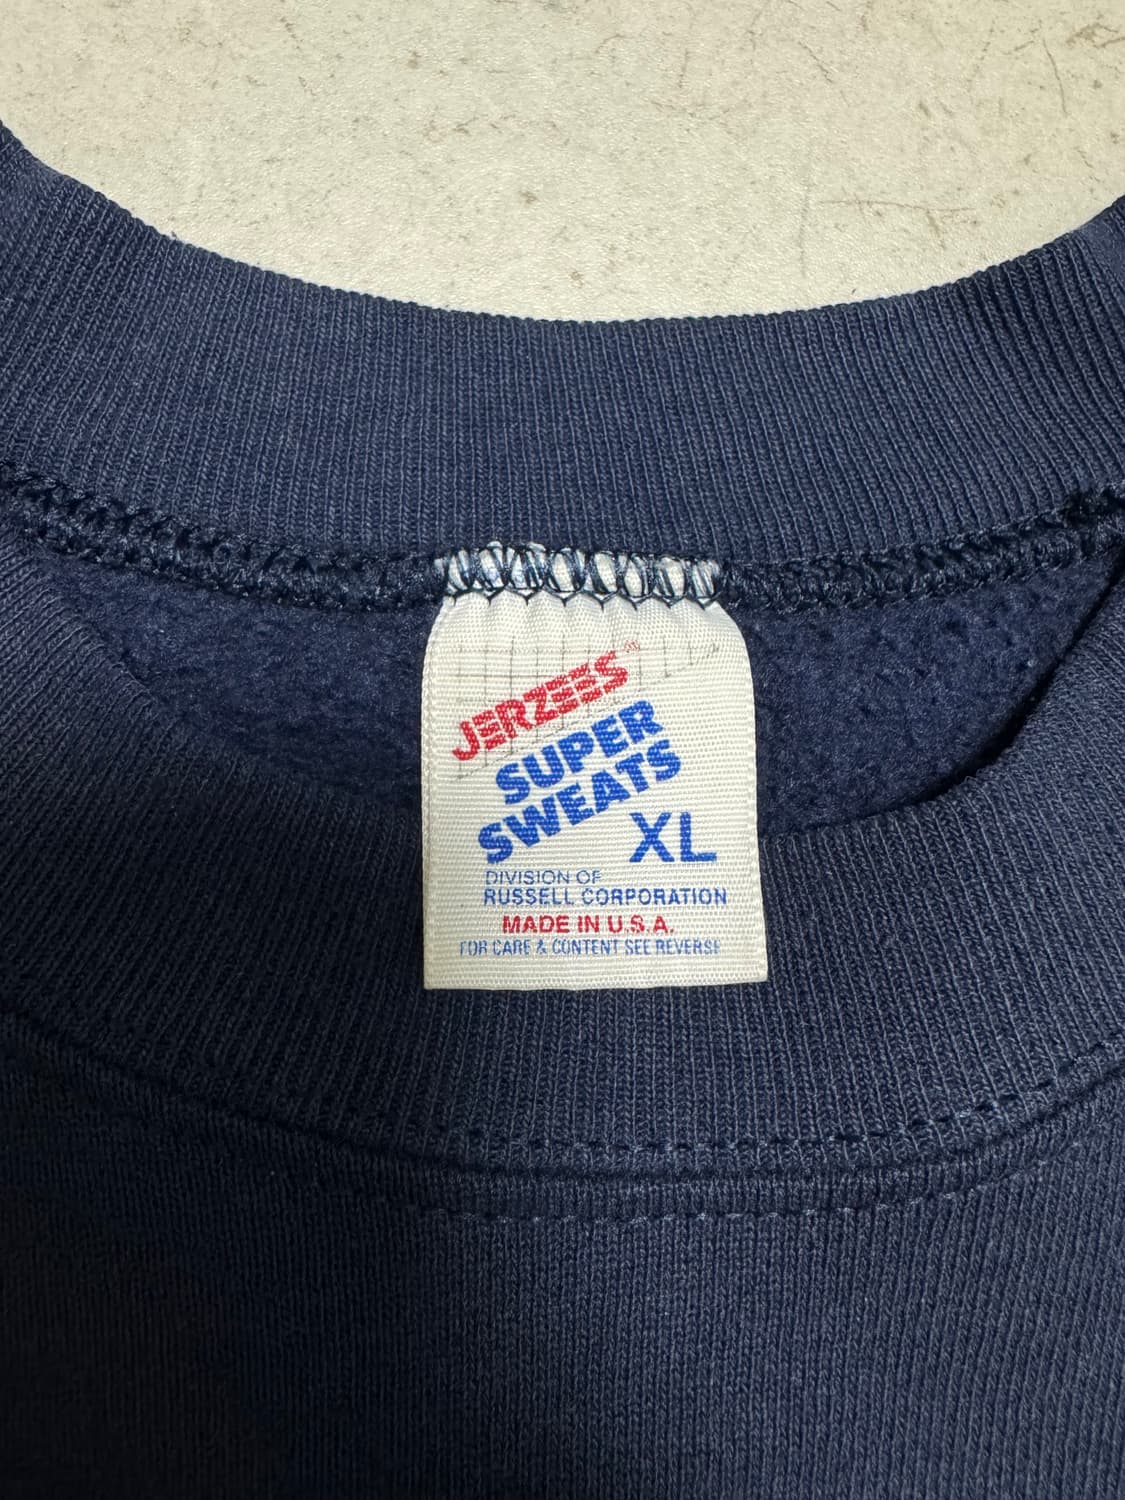 JERZEES®
SUPER
SWEATS
XL
DIVISION OF
RUSSELL CORPORATION
MADE IN U.S.A.
FOR CARE & CONTENT SEE REVERSE